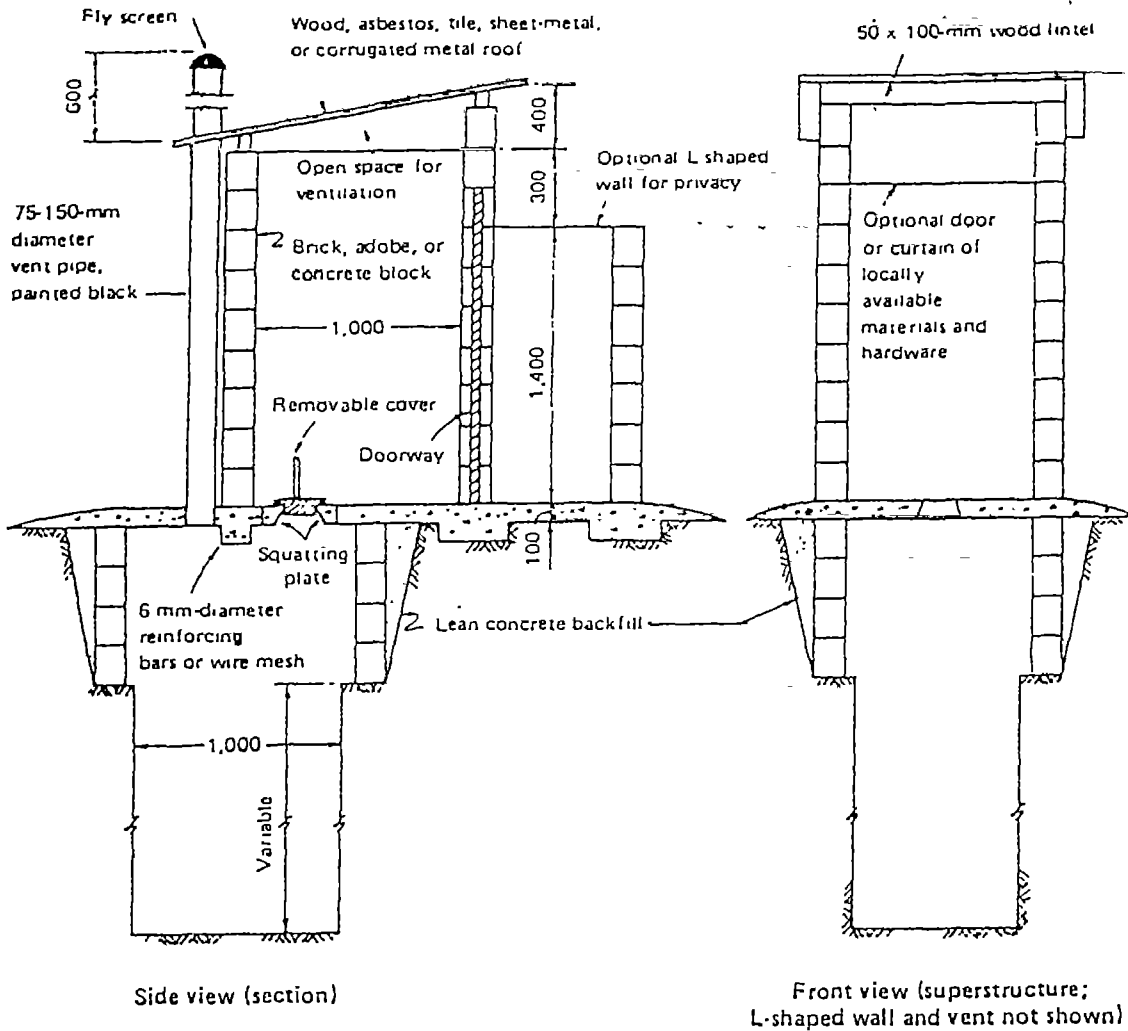 Fly screen
Wood, asbestos, tile, sheet-metal,
or corrugated metal roof
50 x 100-mm wood lintel
600
400
Open space for
ventilation
300
Optional L shaped
wall for privacy
75-150-mm
diameter
vent pipe,
painted black
Brick, adobe, or
concrete block
Optional door
or curtain of
locally
available
materials and
hardware
1,000
1,400
Removable cover
Doorway
Squatting
plate
100
6 mm-diameter
reinforcing
bars or wire mesh
Lean concrete backfill
1,000
Variable
Side view (section)
Front view (superstructure;
L-shaped wall and vent not shown)